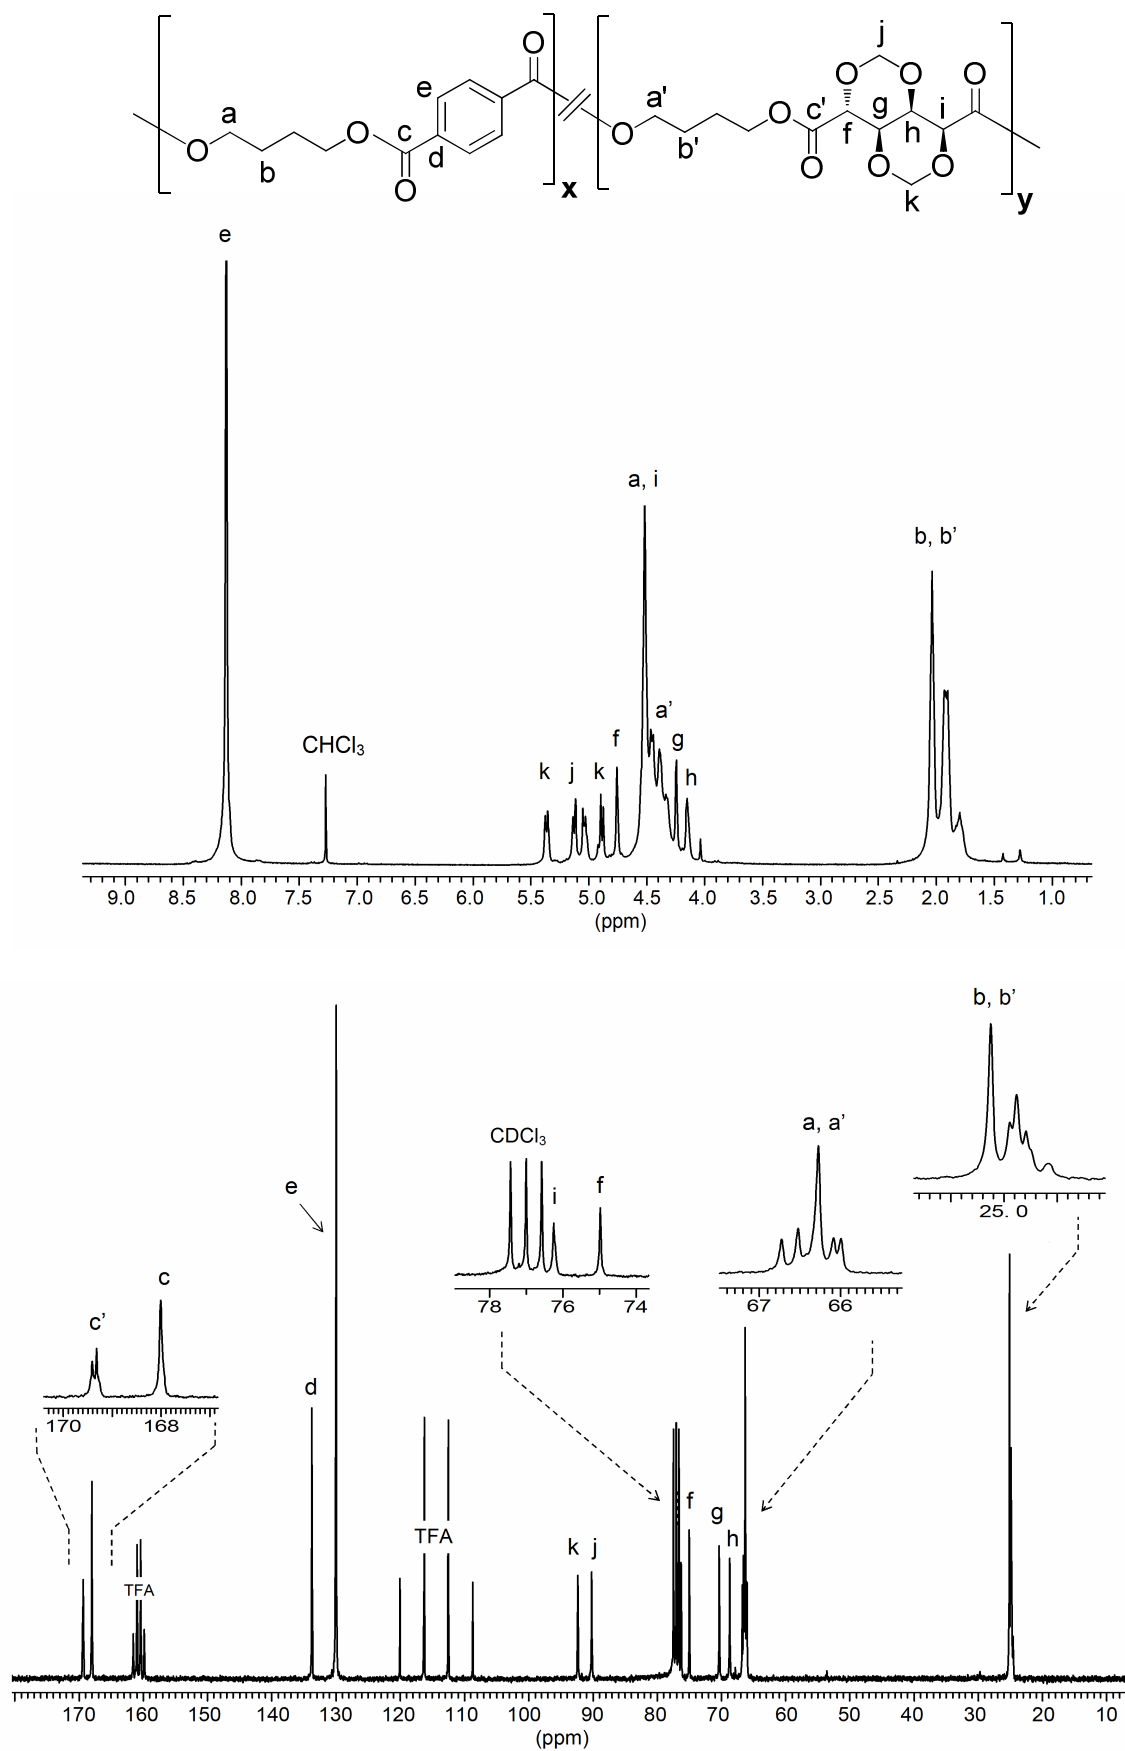 j
O
O
O
e
O
a
a'
O
c'
g
i
c
d
f
h
O
b
b'
O
O
O
O
O
k
x
y
e
a, i
b, b’
a’
CHCl3
f
g
k
j
k
h
9.0 8.5 8.0 7.5 7.0 6.5 6.0 5.5 5.0 4.5 4.0 3.5 3.0 2.5 2.0 1.5 1.0
(ppm)
b, b’
a, a’
CDCl3
e
i
f
25. 0
c
78 76 74
67 66
c’
d
170 168
f
g
TFA
h
k
j
TFA
170 160 150 140 130 120 110 100 90 80 70 60 50 40 30 20 10
(ppm)